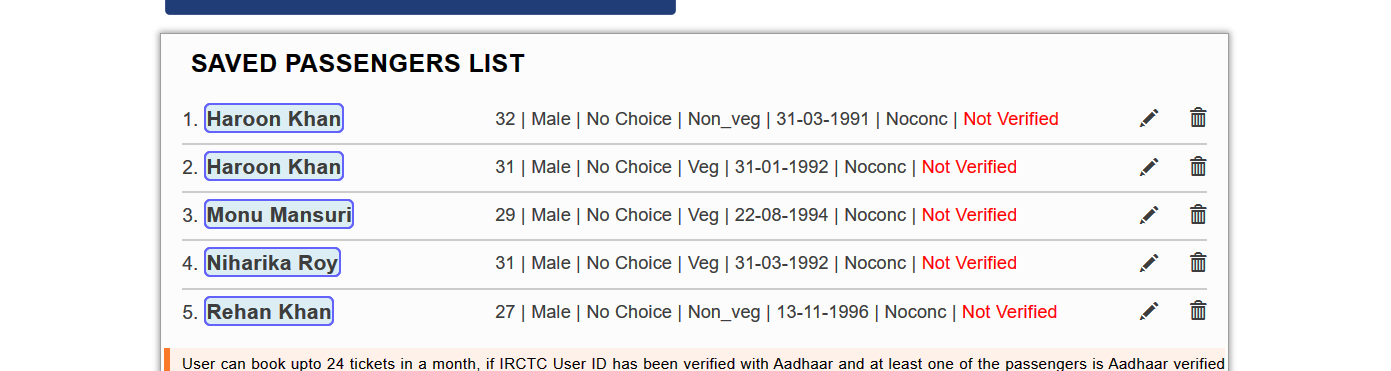 SAVED PASSENGERS LIST
1. Haroon Khan 32 | Male | No Choice | Non_veg | 31-03-1991 | Noconc | Not Verified
2. Haroon Khan 31 | Male | No Choice | Veg | 31-01-1992 | Noconc | Not Verified
3. Monu Mansuri 29 | Male | No Choice | Veg | 22-08-1994 | Noconc | Not Verified
4. Niharika Roy 31 | Male | No Choice | Veg | 31-03-1992 | Noconc | Not Verified
5. Rehan Khan 27 | Male | No Choice | Non_veg | 13-11-1996 | Noconc | Not Verified
User can book upto 24 tickets in a month, if IRCTC User ID has been verified with Aadhaar and at least one of the passengers is Aadhaar verified